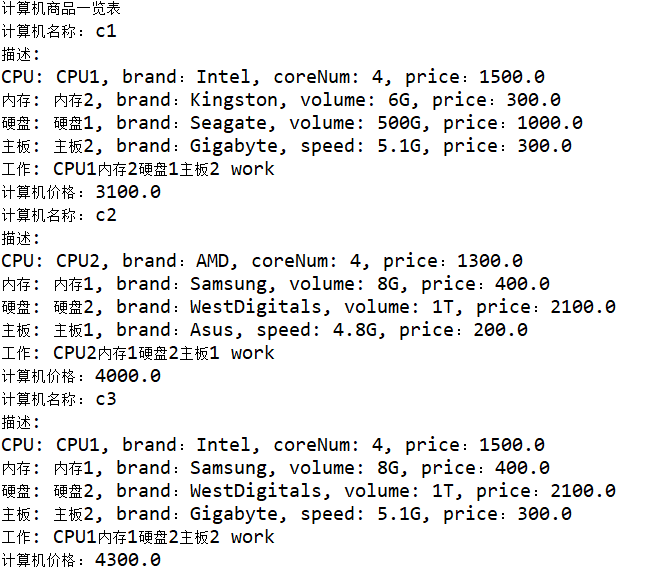 计算机商品一览表
计算机名称：c1
描述：
CPU: CPU1, brand：Intel, coreNum: 4, price：1500.0
内存: 内存2, brand：Kingston, volume: 6G, price：300.0
硬盘: 硬盘1, brand：Seagate, volume: 500G, price：1000.0
主板: 主板2, brand：Gigabyte, speed: 5.1G, price：300.0
工作: CPU1内存2硬盘1主板2 work
计算机价格：3100.0
计算机名称：c2
描述：
CPU: CPU2, brand：AMD, coreNum: 4, price：1300.0
内存: 内存1, brand：Samsung, volume: 8G, price：400.0
硬盘: 硬盘2, brand：WestDigitals, volume: 1T, price：2100.0
主板: 主板1, brand：Asus, speed: 4.8G, price：200.0
工作: CPU2内存1硬盘2主板1 work
计算机价格：4000.0
计算机名称：c3
描述：
CPU: CPU1, brand：Intel, coreNum: 4, price：1500.0
内存: 内存1, brand：Samsung, volume: 8G, price：400.0
硬盘: 硬盘2, brand：WestDigitals, volume: 1T, price：2100.0
主板: 主板2, brand：Gigabyte, speed: 5.1G, price：300.0
工作: CPU1内存1硬盘2主板2 work
计算机价格：4300.0